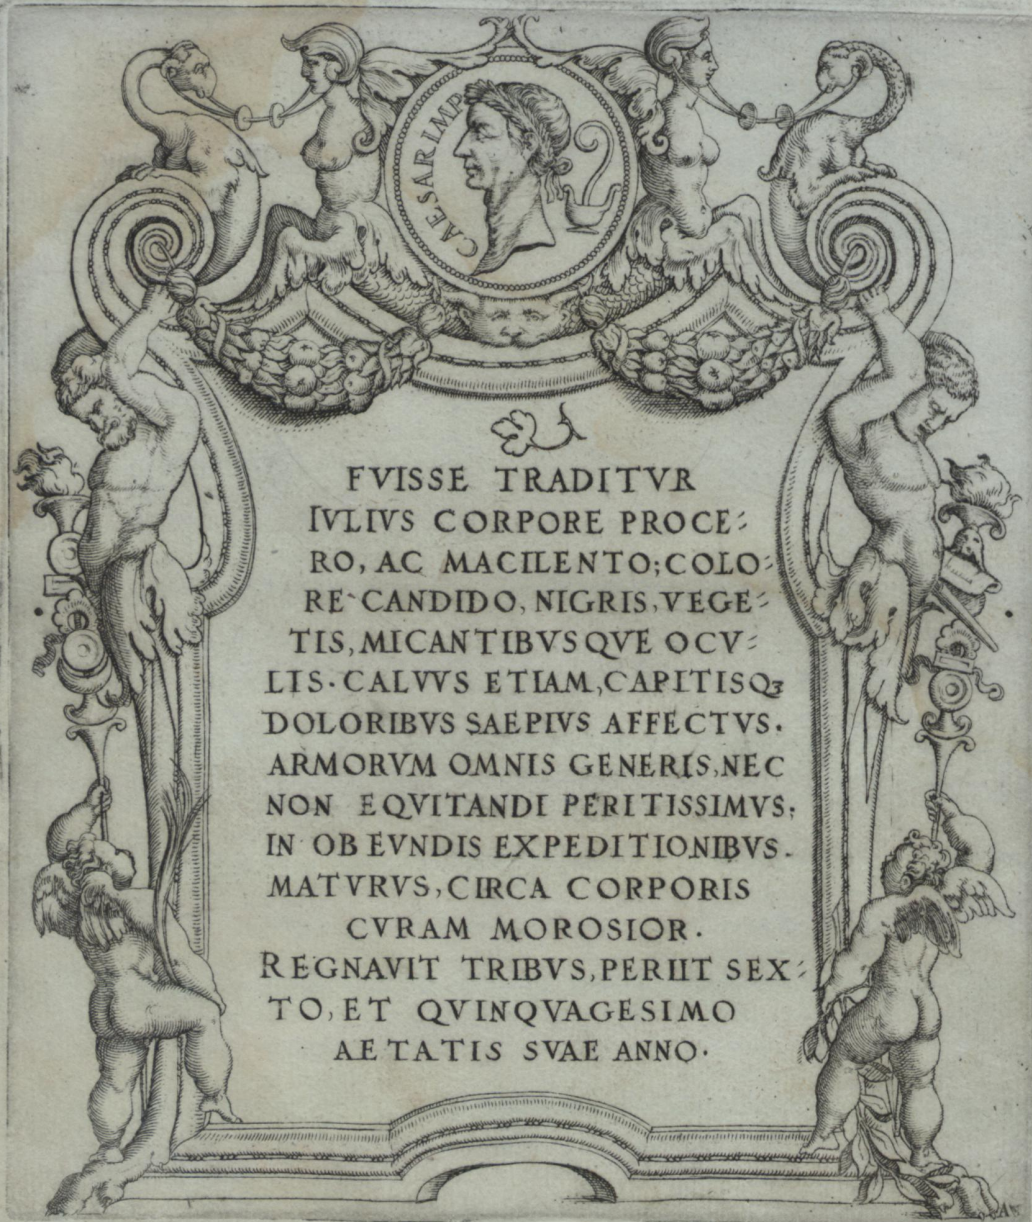 CAESAR IMP
FVISSE TRADITVR
IVLIVS CORPORE PROCE-
RO, AC MACILENTO; COLO-
RE CANDIDO, NIGRIS, VEGE-
TIS, MICANTIBVSQVE OCV-
LIS. CALVVS ETIAM, CAPITISQꝫ
DOLORIBVS SAEPIVS AFFECTVS.
ARMORVM OMNIS GENERIS, NEC
NON EQVITANDI PERITISSIMVS;
IN OBEVNDIS EXPEDITIONIBVS.
MATVRVS, CIRCA CORPORIS
CVRAM MOROSIOR.
REGNAVIT TRIBVS, PERIIT SEX-
TO, ET QVINQVAGESIMO
AETATIS SVAE ANNO.
A